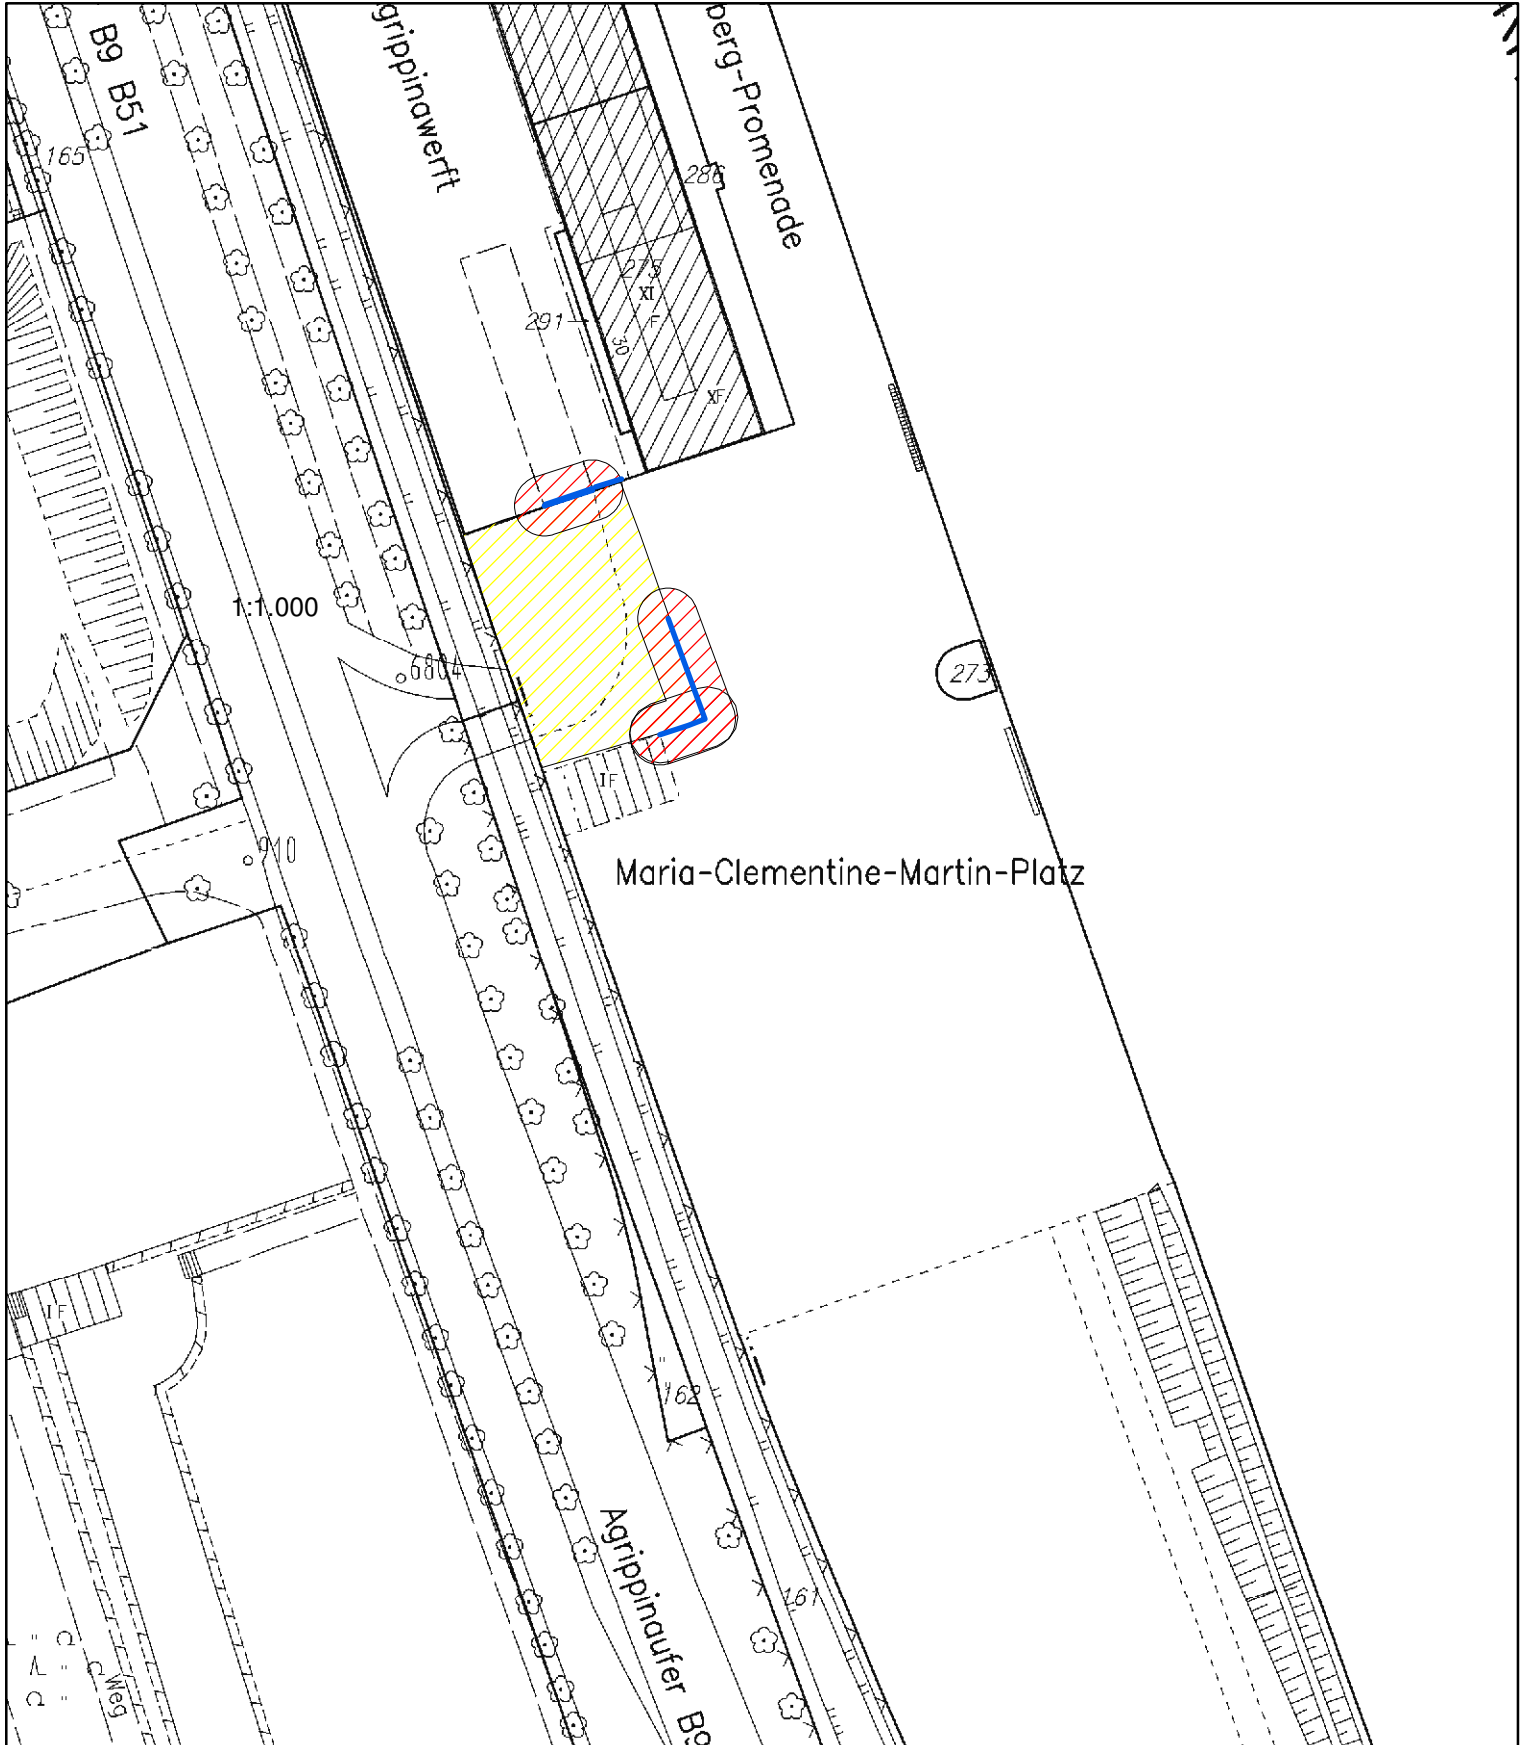 B9 B51
grippinawerft
berg-Promenade
165
286
275
XI
F
291
30
XF
1:1.000
6804
273
IF
910
Maria-Clementine-Martin-Platz
IF
162
Agrippinaufer B9
161
Weg